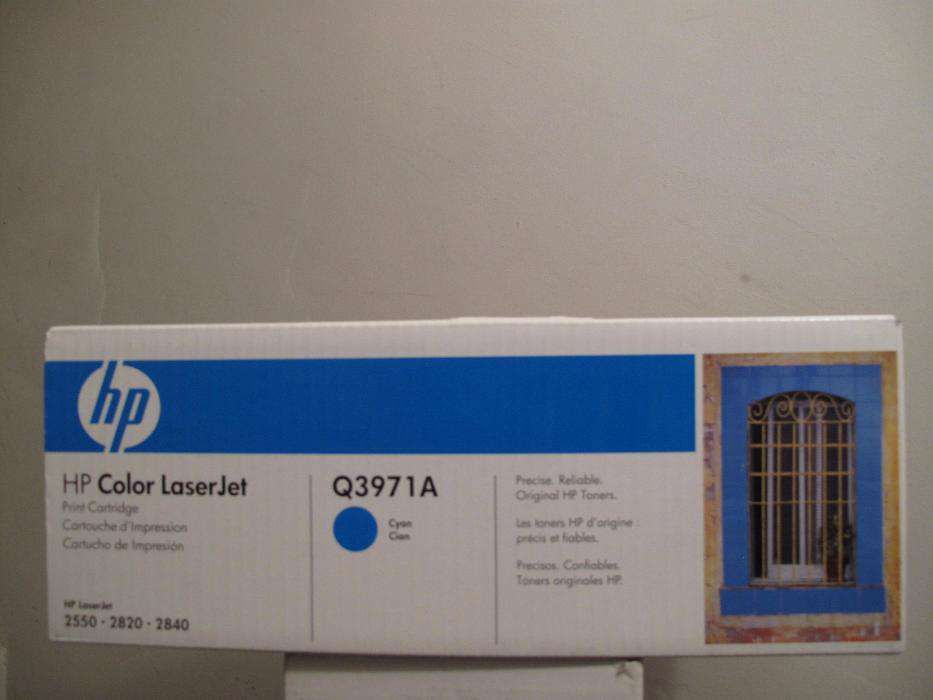 hp
HP Color LaserJet
Print Cartridge
Cartouche d'Impression
Cartucho de Impresión
HP LaserJet
2550 · 2820 · 2840
Q3971A
Cyan
Cian
Precise. Reliable.
Original HP Toners.
Les toners HP d'origine :
précis et fiables.
Precisos. Confiables.
Toners originales HP.